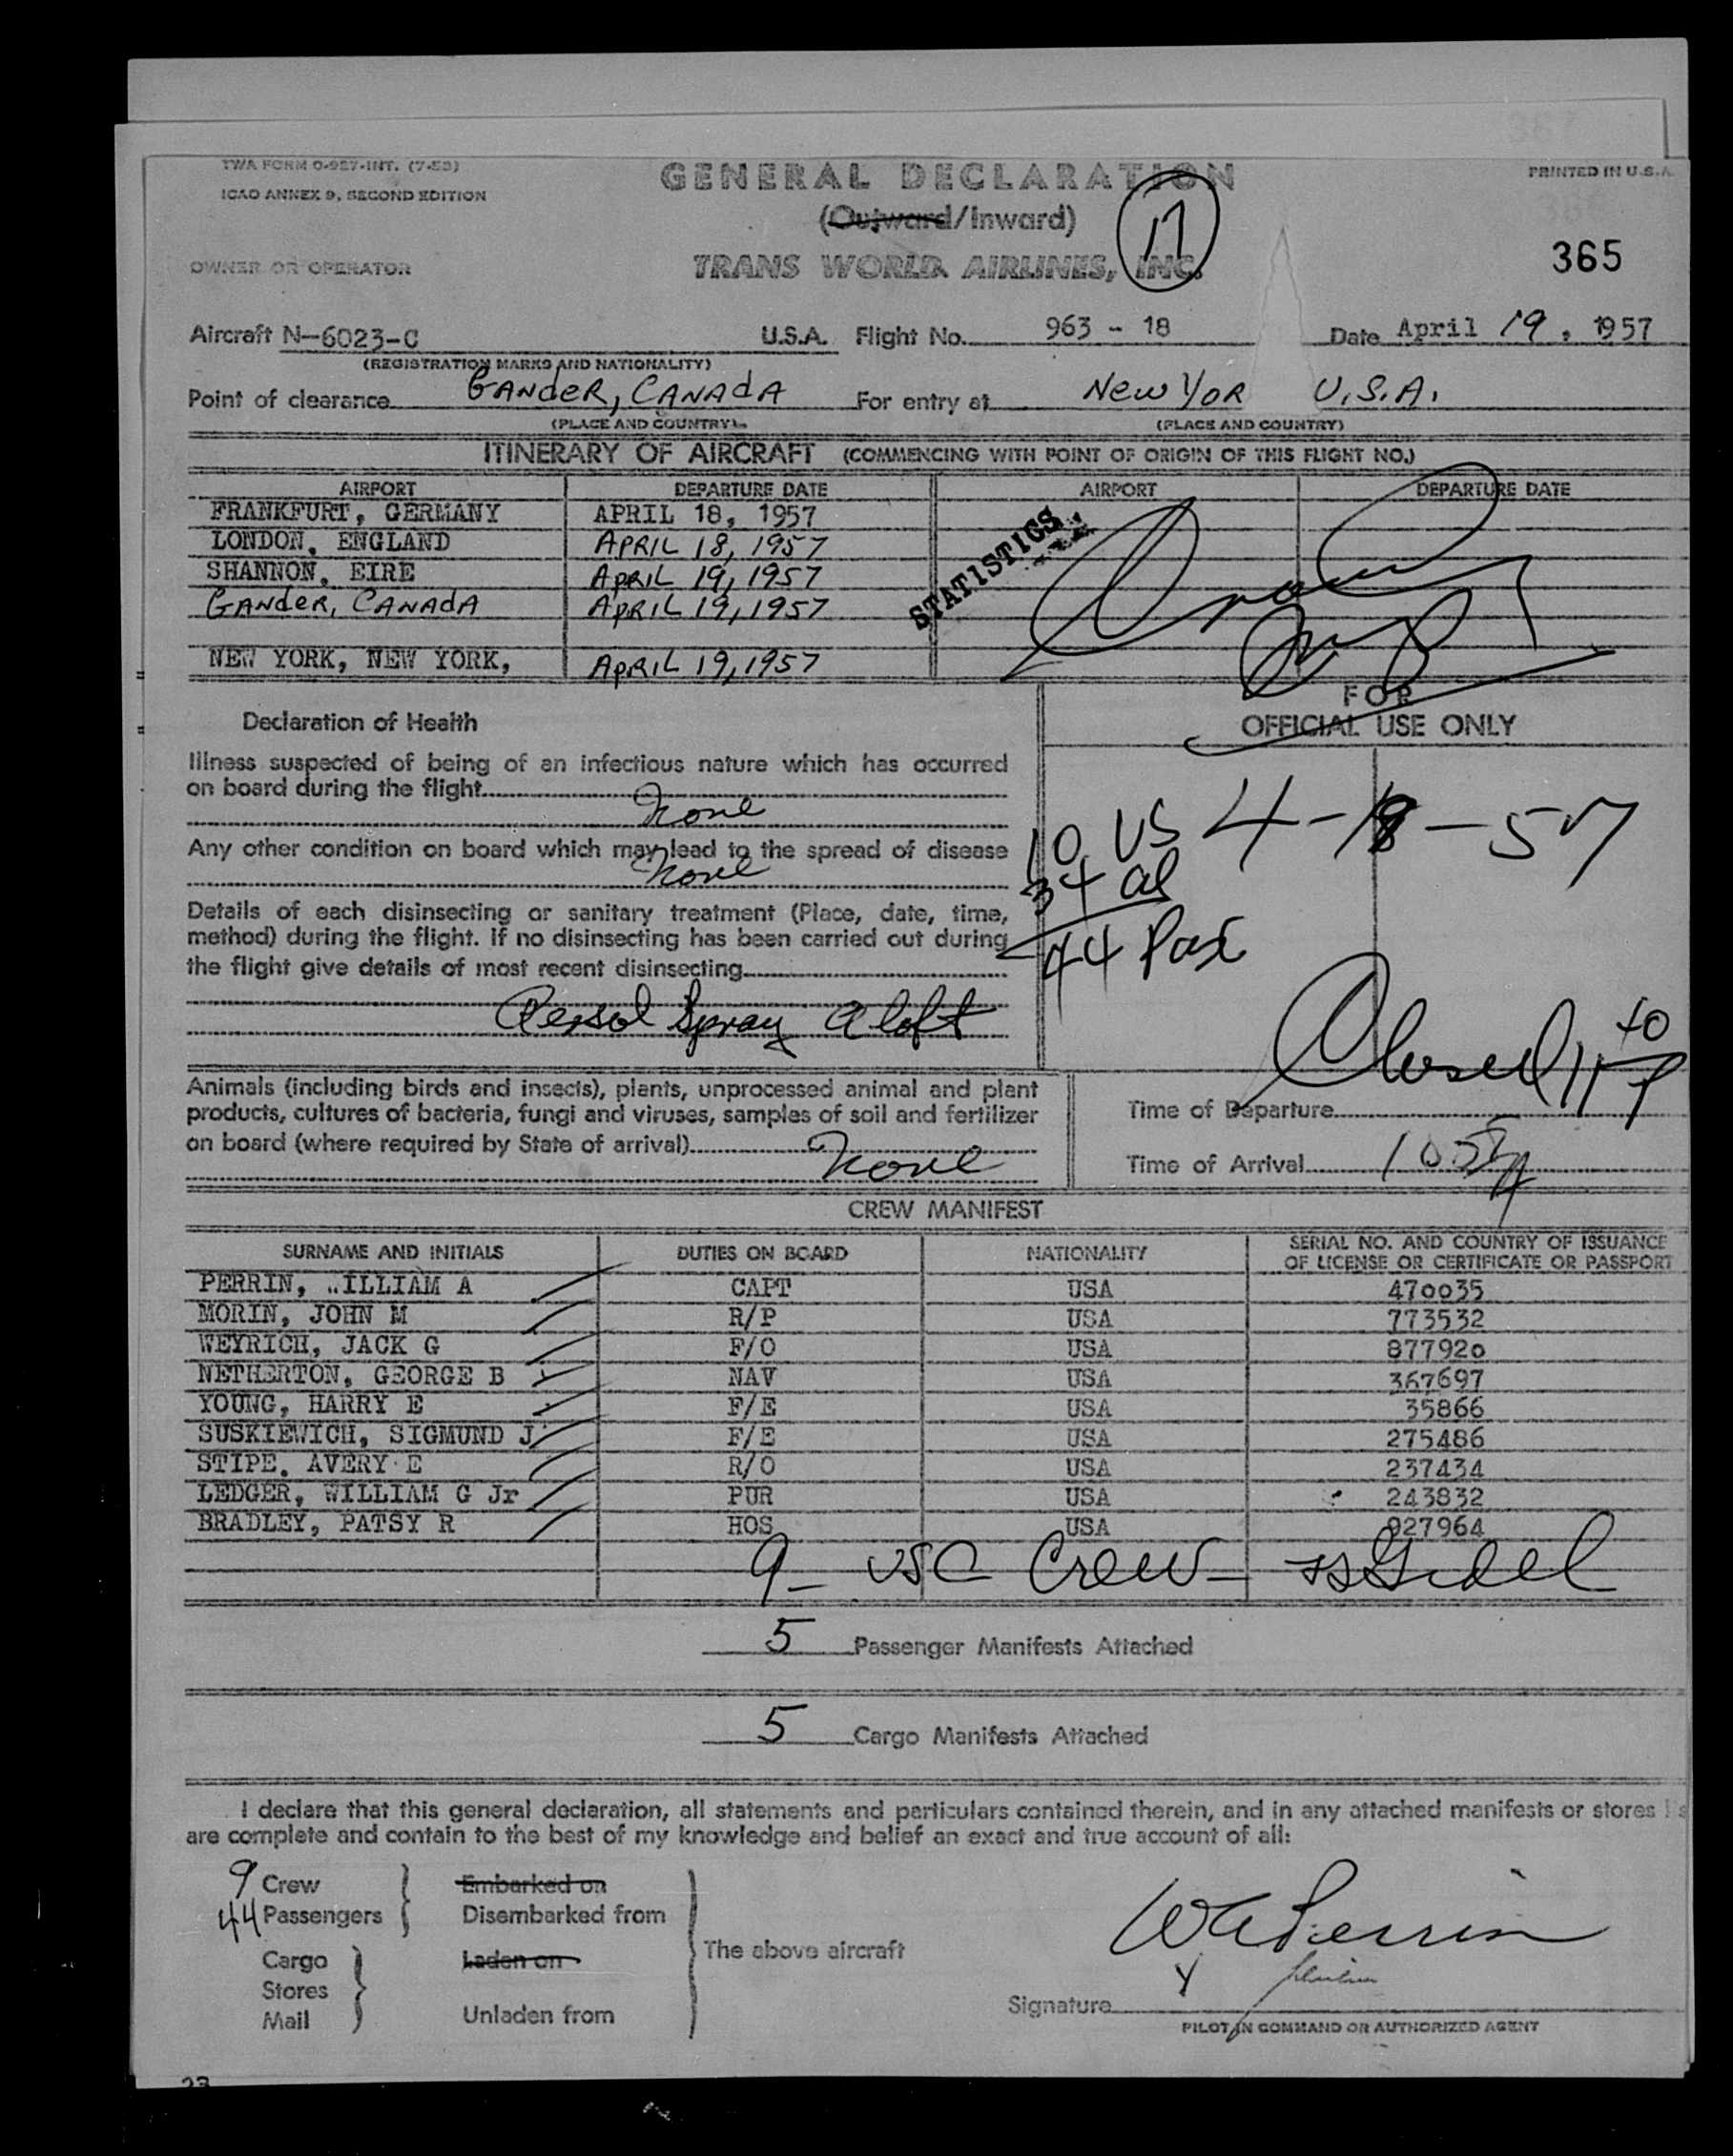 TWA FORM O-927-INT. (7-53)
ICAO ANNEX 9, SECOND EDITION
GENERAL DECLARATION
PRINTED IN U.S.A.
(Outward/Inward)
17
365
OWNER OR OPERATOR
TRANS WORLD AIRLINES, INC.
Aircraft N-6023-C U.S.A. Flight No. 963 - 18 Date April 19, 1957
(REGISTRATION MARKS AND NATIONALITY)
Point of clearance GANdeR, CANAdA For entry at New YOR U.S.A.
(PLACE AND COUNTRY) (PLACE AND COUNTRY)
ITINERARY OF AIRCRAFT (COMMENCING WITH POINT OF ORIGIN OF THIS FLIGHT NO.)
AIRPORT DEPARTURE DATE AIRPORT DEPARTURE DATE
FRANKFURT, GERMANY APRIL 18, 1957
LONDON, ENGLAND APRIL 18, 1957
SHANNON, EIRE APRIL 19, 1957
GANdeR, CANAdA APRIL 19, 1957
NEW YORK, NEW YORK, APRIL 19, 1957
STATISTICS
FOR
OFFICIAL USE ONLY
Declaration of Health
Illness suspected of being of an infectious nature which has occurred
on board during the flight
None
Any other condition on board which may lead to the spread of disease
None
Details of each disinsecting or sanitary treatment (Place, date, time,
method) during the flight. If no disinsecting has been carried out during
the flight give details of most recent disinsecting
Aersol Spray aloft
10 US 4-18-57
34 al
44 Pax
Closed 11 40 P
Animals (including birds and insects), plants, unprocessed animal and plant
products, cultures of bacteria, fungi and viruses, samples of soil and fertilizer
on board (where required by State of arrival)
None
Time of Departure
Time of Arrival
CREW MANIFEST
SURNAME AND INITIALS DUTIES ON BOARD NATIONALITY SERIAL NO. AND COUNTRY OF ISSUANCE
OF LICENSE OR CERTIFICATE OR PASSPORT
PERRIN, .ILLIAM A CAPT USA 470035
MORIN, JOHN M R/P USA 773532
WEYRICH, JACK G F/O USA 877920
NETHERTON, GEORGE B NAV USA 367697
YOUNG, HARRY E F/E USA 35866
SUSKIEWICH, SIGMUND J F/E USA 275486
STIPE, AVERY E R/O USA 237434
LEDGER, WILLIAM G Jr PUR USA 243832
BRADLEY, PATSY R HOS USA 927964
9- USC Crew-
5 Passenger Manifests Attached
5 Cargo Manifests Attached
I declare that this general declaration, all statements and particulars contained therein, and in any attached manifests or stores
are complete and contain to the best of my knowledge and belief an exact and true account of all:
9 Crew Embarked on
44 Passengers Disembarked from
The above aircraft
Cargo Laden on
Stores
Mail Unladen from
WA Perrin
Signature
PILOT IN COMMAND OR AUTHORIZED AGENT
23